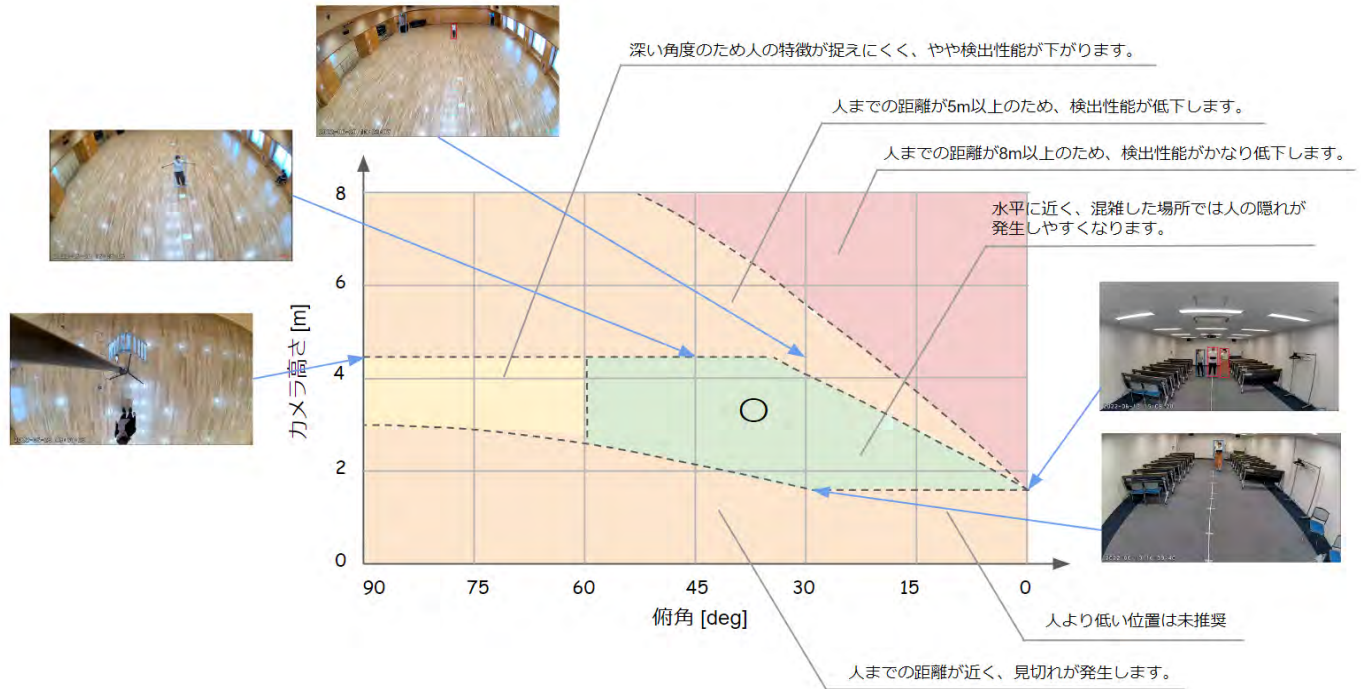 深い角度のため人の特徴が捉えにくく、やや検出性能が下がります。
人までの距離が5m以上のため、検出性能が低下します。
人までの距離が8m以上のため、検出性能がかなり低下します。
水平に近く、混雑した場所では人の隠れが
発生しやすくなります。
カメラ高さ [m]
8
6
4
2
0
90
75
60
45
30
15
0
俯角 [deg]
人より低い位置は未推奨
人までの距離が近く、見切れが発生します。